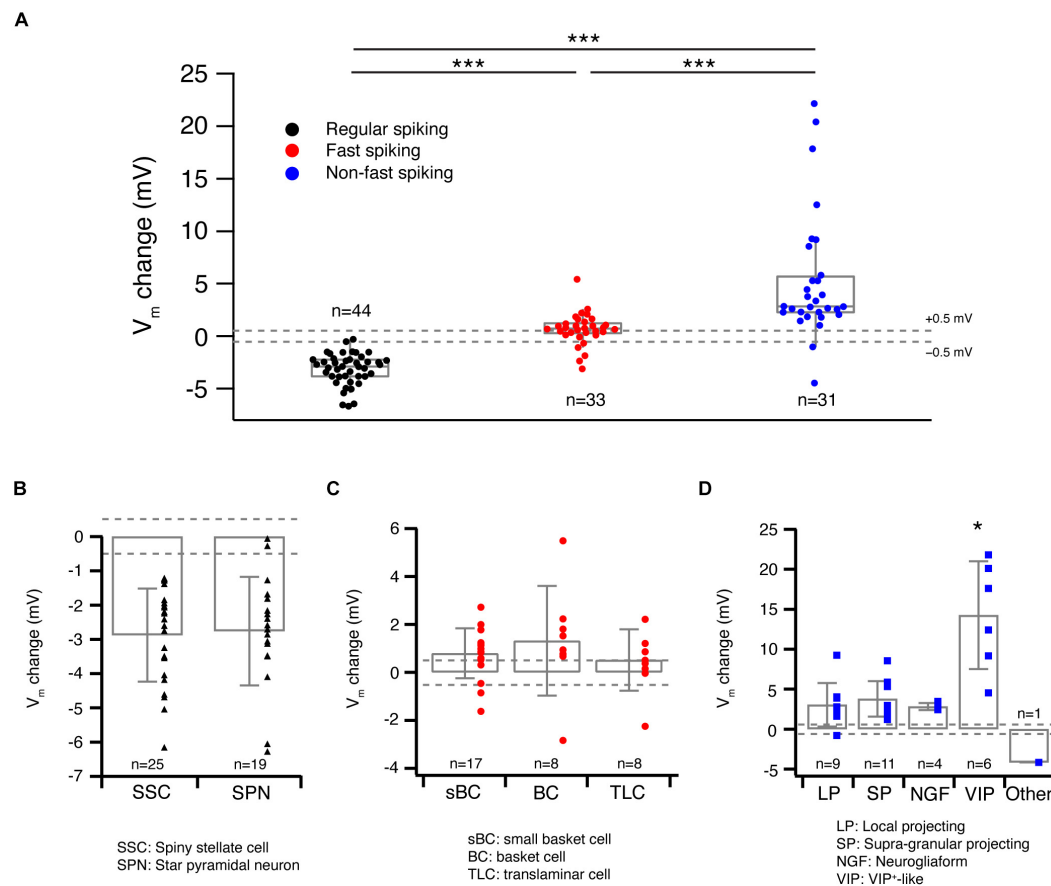 A
***
*** ***
25
20
15
10
5
0
-5
Vm change (mV)
Regular spiking
Fast spiking
Non-fast spiking
n=44
n=33
n=31
+0.5 mV
−0.5 mV
B
0
-1
-2
-3
-4
-5
-6
-7
Vm change (mV)
n=25 n=19
SSC SPN
SSC: Spiny stellate cell
SPN: Star pyramidal neuron
C
6
4
2
0
-2
-4
Vm change (mV)
n=17 n=8 n=8
sBC BC TLC
sBC: small basket cell
BC: basket cell
TLC: translaminar cell
D
25
20
15
10
5
0
-5
Vm change (mV)
*
n=1
n=9 n=11 n=4 n=6
LP SP NGF VIP Other
LP: Local projecting
SP: Supra-granular projecting
NGF: Neurogliaform
VIP: VIP⁺-like